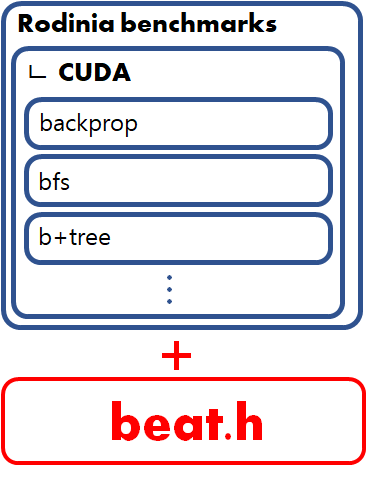 Rodinia benchmarks
ㄴ CUDA
backprop
bfs
b+tree
⋮
+
beat.h